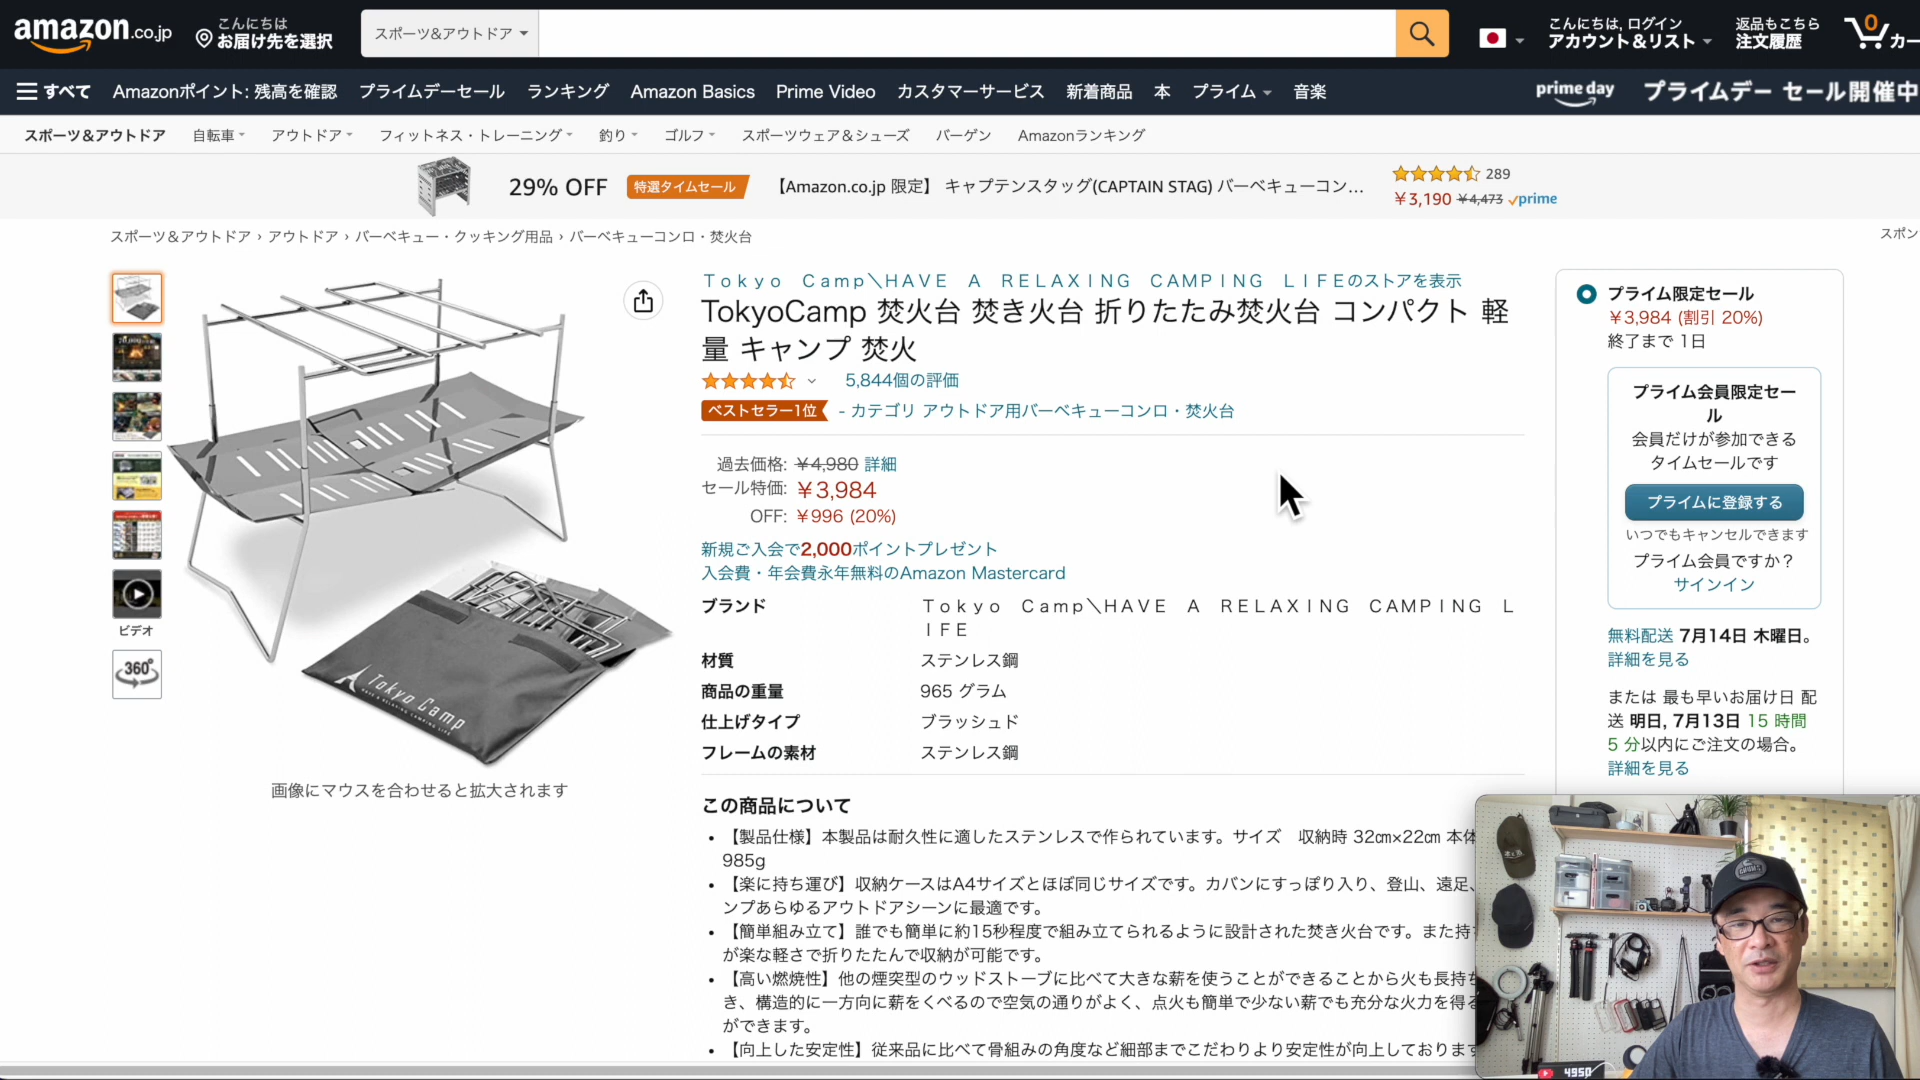 amazon.co.jp
こんにちは
お届け先を選択
スポーツ&アウトドア
こんにちは, ログイン
アカウント&リスト
返品もこちら
注文履歴
0
カー
すべて
Amazonポイント: 残高を確認
プライムデーセール
ランキング
Amazon Basics
Prime Video
カスタマーサービス
新着商品
本
プライム
音楽
prime day
プライムデー セール開催中
スポーツ&アウトドア
自転車
アウトドア
フィットネス・トレーニング
釣り
ゴルフ
スポーツウェア&シューズ
バーゲン
Amazonランキング
29% OFF
特選タイムセール
【Amazon.co.jp 限定】 キャプテンスタッグ(CAPTAIN STAG) バーベキューコン...
289
￥3,190 ￥4,473 prime
スポーツ&アウトドア › アウトドア › バーベキュー・クッキング用品 › バーベキューコンロ・焚火台
スポン
Ｔｏｋｙｏ　Ｃａｍｐ＼ＨＡＶＥ　Ａ　ＲＥＬＡＸＩＮＧ　ＣＡＭＰＩＮＧ　ＬＩＦＥのストアを表示
TokyoCamp 焚火台 焚き火台 折りたたみ焚火台 コンパクト 軽
量 キャンプ 焚火
5,844個の評価
ベストセラー1位 - カテゴリ アウトドア用バーベキューコンロ・焚火台
過去価格: ￥4,980 詳細
セール特価: ￥3,984
OFF: ￥996 (20%)
新規ご入会で2,000ポイントプレゼント
入会費・年会費永年無料のAmazon Mastercard
ブランド
Ｔｏｋｙｏ　Ｃａｍｐ＼ＨＡＶＥ　Ａ　ＲＥＬＡＸＩＮＧ　ＣＡＭＰＩＮＧ　Ｌ
ＩＦＥ
材質
ステンレス鋼
商品の重量
965 グラム
仕上げタイプ
ブラッシュド
フレームの素材
ステンレス鋼
この商品について
• 【製品仕様】本製品は耐久性に適したステンレスで作られています。サイズ　収納時 32㎝×22㎝ 本体
985g
• 【楽に持ち運び】収納ケースはA4サイズとほぼ同じサイズです。カバンにすっぽり入り、登山、遠足、
ンプあらゆるアウトドアシーンに最適です。
• 【簡単組み立て】誰でも簡単に約15秒程度で組み立てられるように設計された焚き火台です。また持
が楽な軽さで折りたたんで収納が可能です。
• 【高い燃焼性】他の煙突型のウッドストーブに比べて大きな薪を使うことができることから火も長持ち
き、構造的に一方向に薪をくべるので空気の通りがよく、点火も簡単で少ない薪でも充分な火力を得る
ができます。
• 【向上した安定性】従来品に比べて骨組みの角度など細部までこだわりより安定性が向上しております
ビデオ
360°
Tokyo Camp
HAVE A RELAXING CAMPING LIFE
画像にマウスを合わせると拡大されます
プライム限定セール
￥3,984 (割引 20%)
終了まで 1日
プライム会員限定セー
ル
会員だけが参加できる
タイムセールです
プライムに登録する
いつでもキャンセルできます
プライム会員ですか？
サインイン
無料配送 7月14日 木曜日。
詳細を見る
または 最も早いお届け日 配
送 明日, 7月13日 15 時間
5 分以内にご注文の場合。
詳細を見る
4950